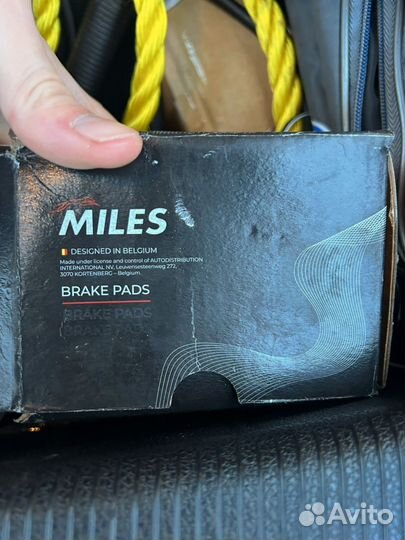 MILES
DESIGNED IN BELGIUM
Made under license and control of AUTODISTRIBUTION
INTERNATIONAL NV, Leuvensesteenweg 272,
3070 KORTENBERG – Belgium.
BRAKE PADS
BRAKE PADS
Avito